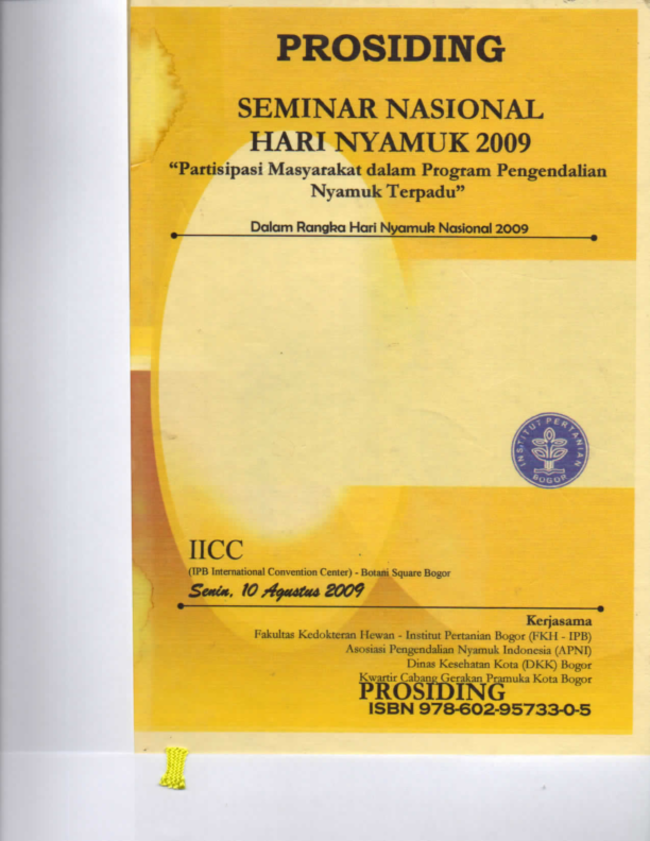 PROSIDING
SEMINAR NASIONAL
HARI NYAMUK 2009
“Partisipasi Masyarakat dalam Program Pengendalian
Nyamuk Terpadu”
Dalam Rangka Hari Nyamuk Nasional 2009
INSTITUT PERTANIAN
BOGOR
IICC
(IPB International Convention Center) - Botani Square Bogor
Senin, 10 Agustus 2009
Kerjasama
Fakultas Kedokteran Hewan - Institut Pertanian Bogor (FKH - IPB)
Asosiasi Pengendalian Nyamuk Indonesia (APNI)
Dinas Kesehatan Kota (DKK) Bogor
Kwartir Cabang Gerakan Pramuka Kota Bogor
PROSIDING
ISBN 978-602-95733-0-5